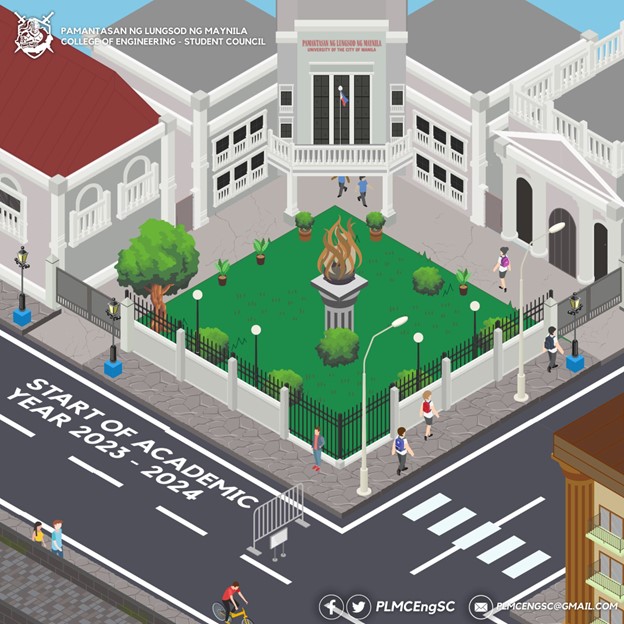 PAMANTASAN NG LUNGSOD NG MAYNILA
COLLEGE OF ENGINEERING - STUDENT COUNCIL
PAMANTASAN NG LUNGSOD NG MAYNILA
UNIVERSITY OF THE CITY OF MANILA
START OF ACADEMIC
YEAR 2023 - 2024
PLMCEngSC
PLMCENGSC@GMAIL.COM